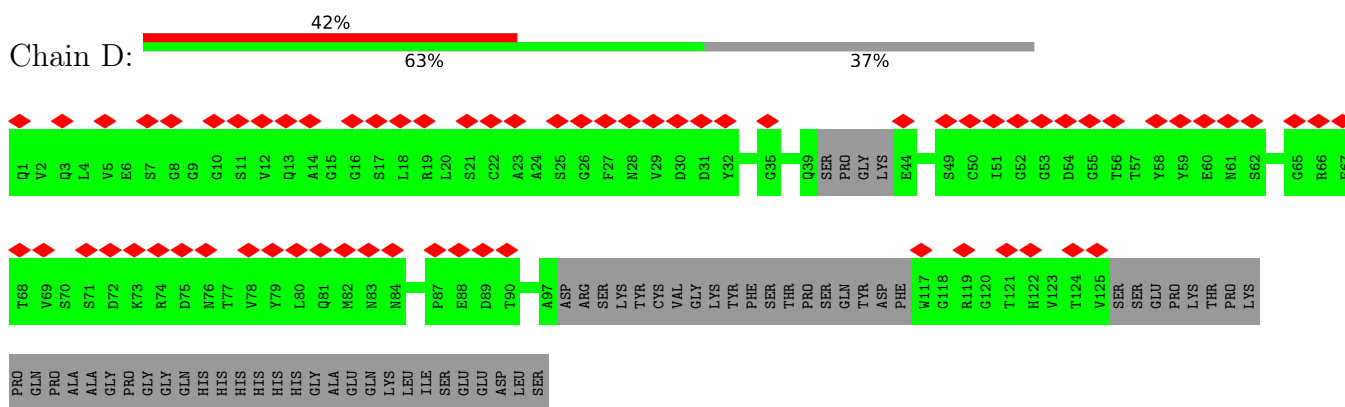 42%
Chain D:
63% 37%
Q1 V2 Q3 L4 V5 E6 S7 G8 G9 G10 S11 V12 Q13 A14 G15 G16 S17 L18 R19 L20 S21 C22 A23 A24 S25 G26 F27 N28 V29 D30 D31 Y32 G35 Q39 SER PRO GLY LYS E44 S49 C50 I51 G52 G53 D54 G55 T56 T57 Y58 Y59 E60 N61 S62 G65 R66
T68 V69 S70 S71 D72 K73 R74 D75 N76 T77 V78 Y79 L80 Q81 M82 N83 N84 P87 E88 D89 T90 A97 ASP ARG SER LYS TYR CYS VAL GLY LYS TYR PHE SER THR PRO SER GLN TYR ASP PHE W117 G118 R119 G120 T121 H122 V123 T124 V125 SER SER GLU PRO LYS THR PRO LYS
PRO GLN PRO ALA ALA GLY PRO GLY GLY GLN HIS HIS HIS HIS HIS HIS GLY ALA GLU GLN LYS LEU ILE SER GLU GLU ASP LEU SER